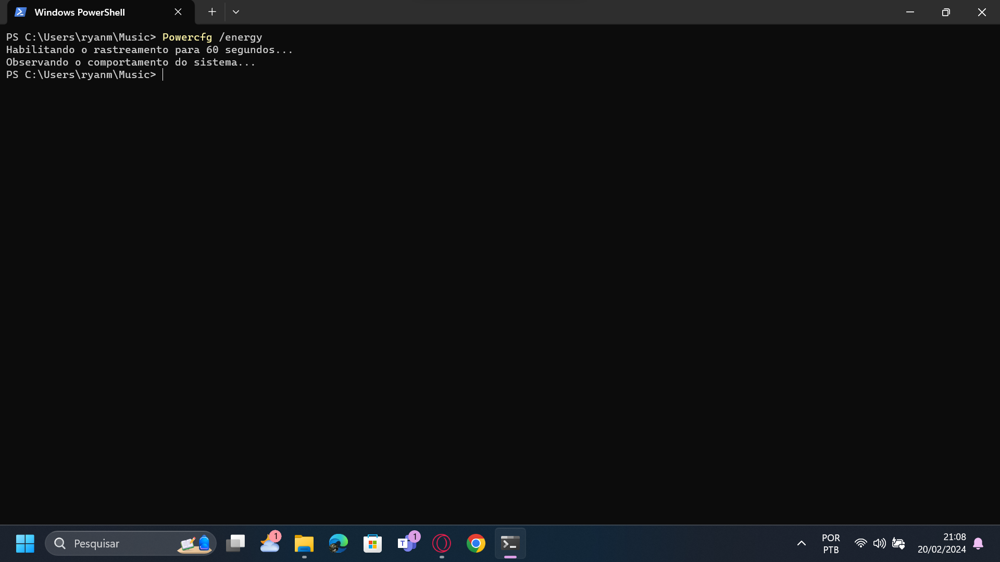 Windows PowerShell
PS C:\Users\ryanm\Music> Powercfg /energy
Habilitando o rastreamento para 60 segundos...
Observando o comportamento do sistema...
PS C:\Users\ryanm\Music>
Pesquisar
1
T
1
POR
PTB
21:08
20/02/2024